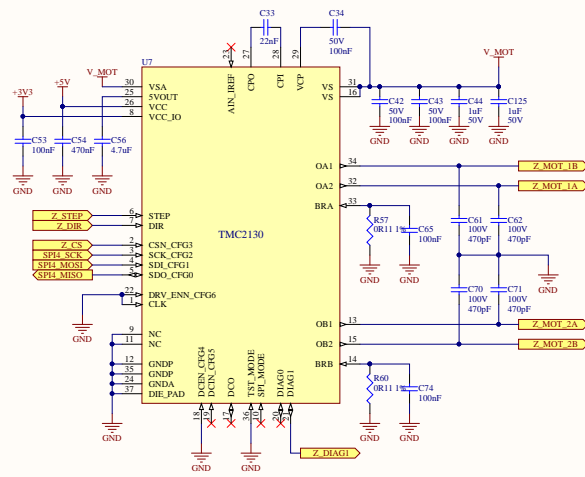 C33
22nF
C34
50V
100nF
U7
23
27
28
29
AIN_IREF
CPO
CPI
VCP
V_MOT
+5V
+3V3
V_MOT
30
25
26
8
VSA
5VOUT
VCC
VCC_IO
VS
VS
31
16
C53
100nF
C54
470nF
C56
4.7uF
GND
GND
GND
C42
50V
100nF
C43
50V
100nF
C44
1uF
50V
C125
1uF
50V
GND
GND
GND
GND
OA1
34
Z_MOT_1B
OA2
32
Z_MOT_1A
BRA
33
R57
0R11 1%
C65
100nF
GND
GND
C61
100V
470pF
C62
100V
470pF
GND
C70
100V
470pF
C71
100V
470pF
Z_STEP
6
STEP
Z_DIR
7
DIR
TMC2130
Z_CS
2
CSN_CFG3
SPI4_SCK
3
SCK_CFG2
SPI4_MOSI
4
SDI_CFG1
SPI4_MISO
5
SDO_CFG0
22
DRV_ENN_CFG6
1
CLK
GND
OB1
13
Z_MOT_2A
OB2
15
Z_MOT_2B
BRB
14
R60
0R11 1%
C74
100nF
GND
GND
9
NC
11
NC
12
GNDP
35
GNDP
24
GNDA
37
DIE_PAD
GND
DCEN_CFG4
DCIN_CFG5
DCO
TST_MODE
SPI_MODE
DIAG0
DIAG1
18
19
17
36
10
20
21
GND
GND
Z_DIAG1